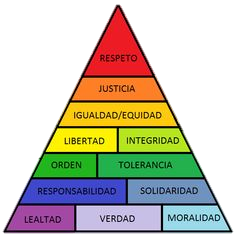 RESPETO
JUSTICIA
IGUALDAD/EQUIDAD
LIBERTAD INTEGRIDAD
ORDEN TOLERANCIA
RESPONSABILIDAD SOLIDARIDAD
LEALTAD VERDAD MORALIDAD